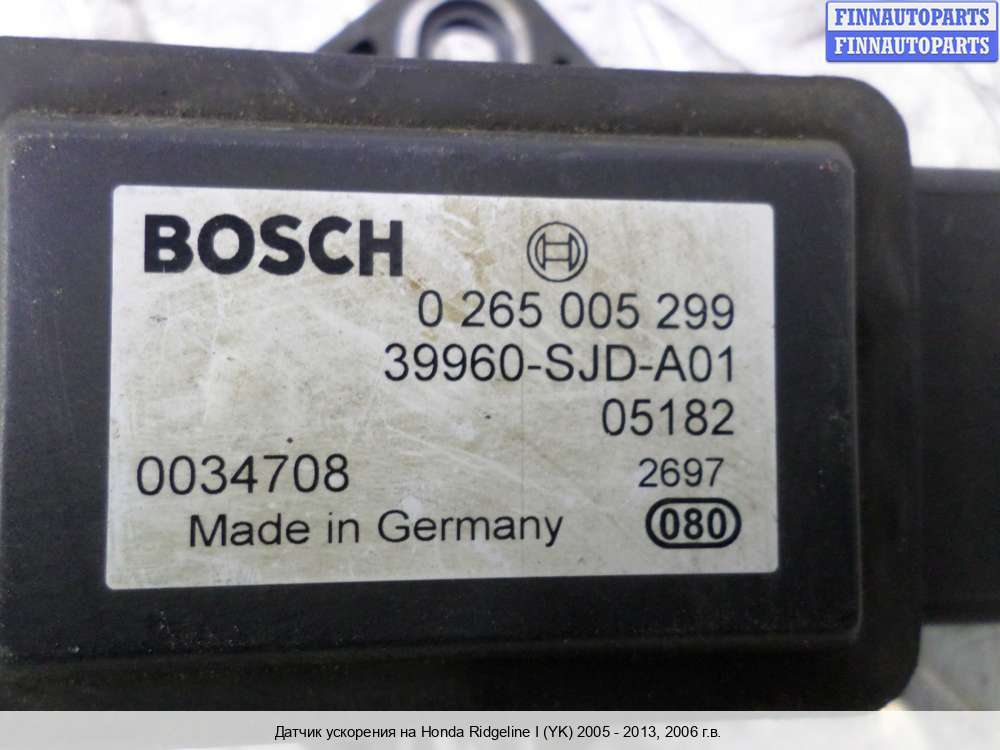 FINNAUTOPARTS
FINNAUTOPARTS
BOSCH
0 265 005 299
39960-SJD-A01
05182
0034708 2697
Made in Germany 080
Датчик ускорения на Honda Ridgeline I (YK) 2005 - 2013, 2006 г.в.